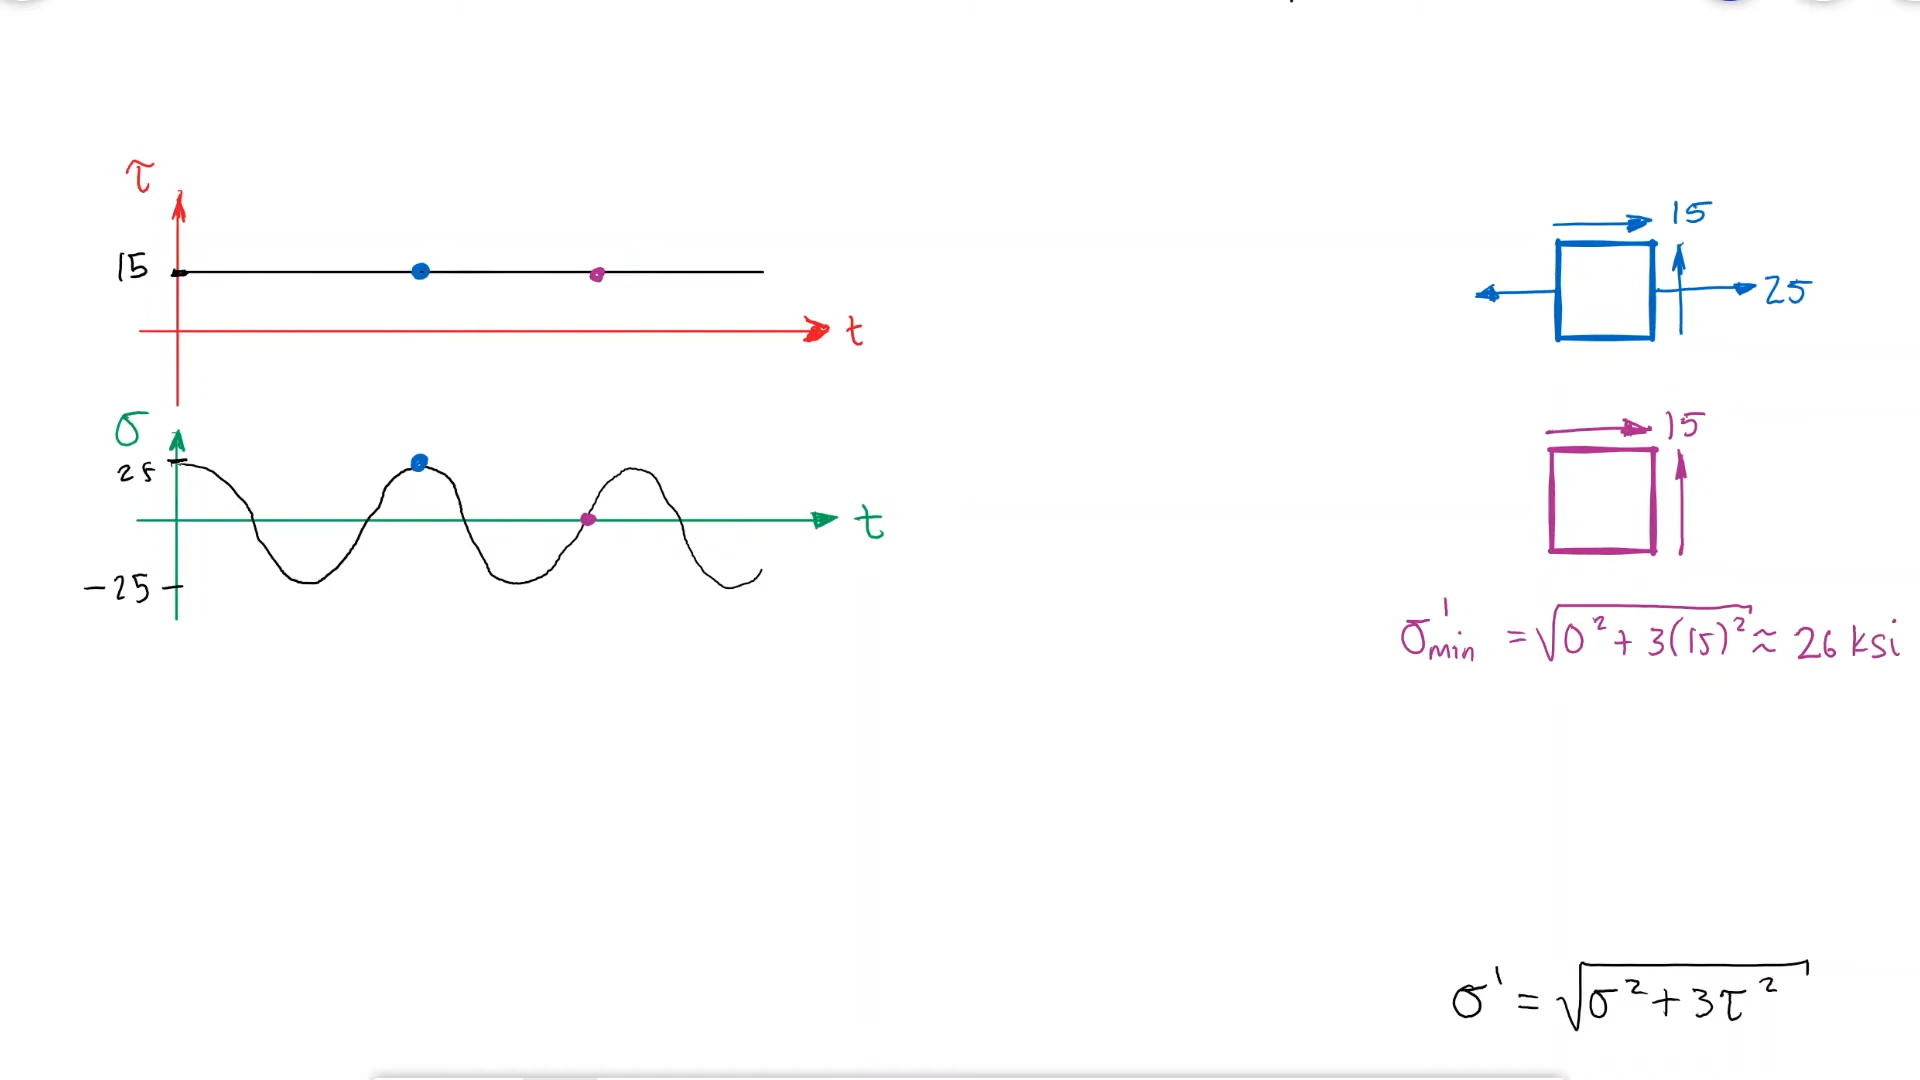 τ
15
t
σ
25
t
-25
15
25
15
σ'min = √0² + 3(15)² ≈ 26 ksi
σ' = √σ² + 3τ²